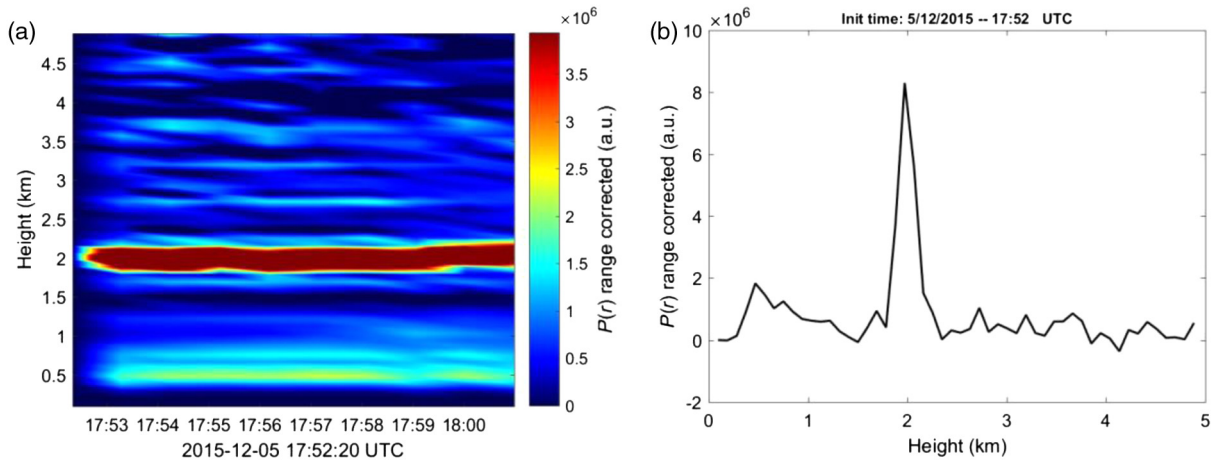 (a)
×10⁶
4.5
4
3.5
3
2.5
2
1.5
1
0.5
Height (km)
17:53 17:54 17:55 17:56 17:57 17:58 17:59 18:00
2015-12-05 17:52:20 UTC
3.5
3
2.5
2
1.5
1
0.5
0
P(r) range corrected (a.u.)
(b)
×10⁶
Init time: 5/12/2015 -- 17:52 UTC
10
8
6
4
2
0
-2
P(r) range corrected (a.u.)
0 1 2 3 4 5
Height (km)